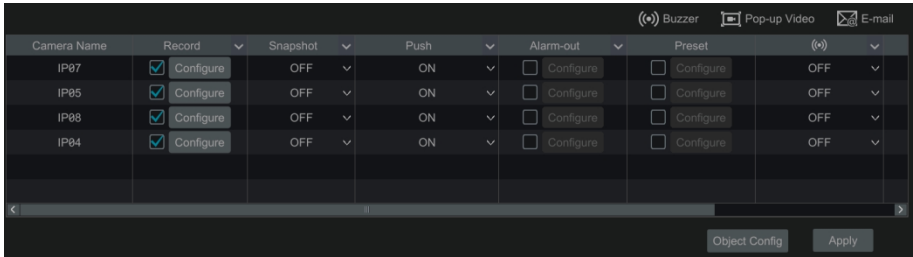 Buzzer Pop-up Video E-mail
Camera Name Record Snapshot Push Alarm-out Preset
IP07 Configure OFF ON Configure Configure OFF
IP05 Configure OFF ON Configure Configure OFF
IP08 Configure OFF ON Configure Configure OFF
IP04 Configure OFF ON Configure Configure OFF
Object Config Apply